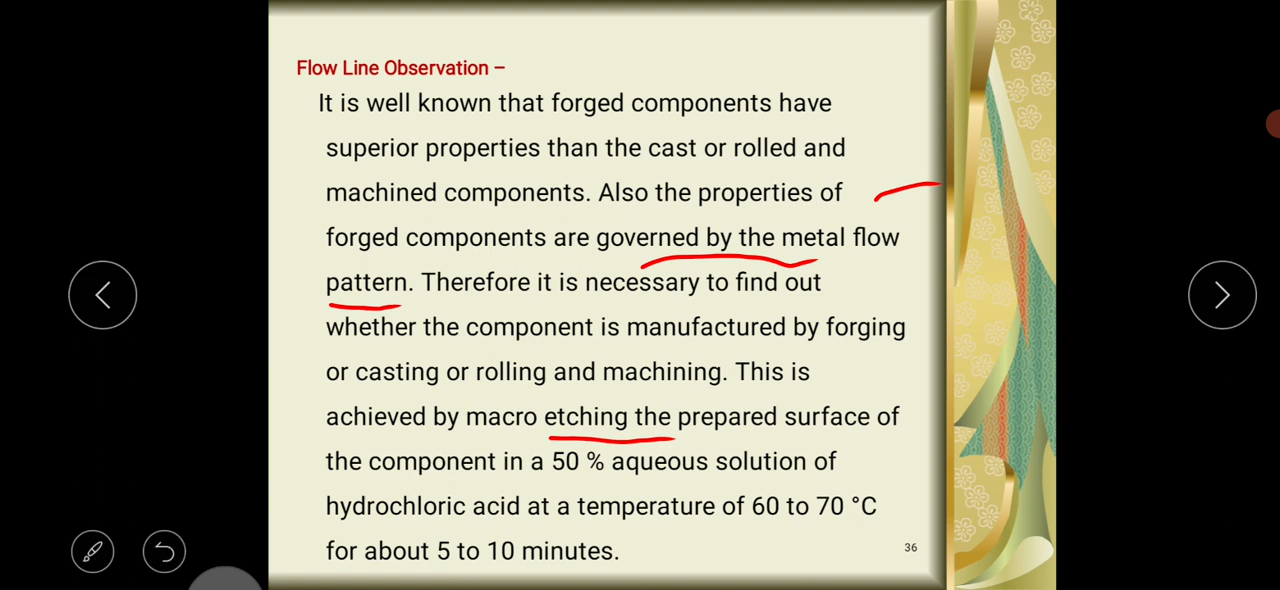 Flow Line Observation –
It is well known that forged components have
superior properties than the cast or rolled and
machined components. Also the properties of
forged components are governed by the metal flow
pattern. Therefore it is necessary to find out
whether the component is manufactured by forging
or casting or rolling and machining. This is
achieved by macro etching the prepared surface of
the component in a 50 % aqueous solution of
hydrochloric acid at a temperature of 60 to 70 °C
for about 5 to 10 minutes.
36